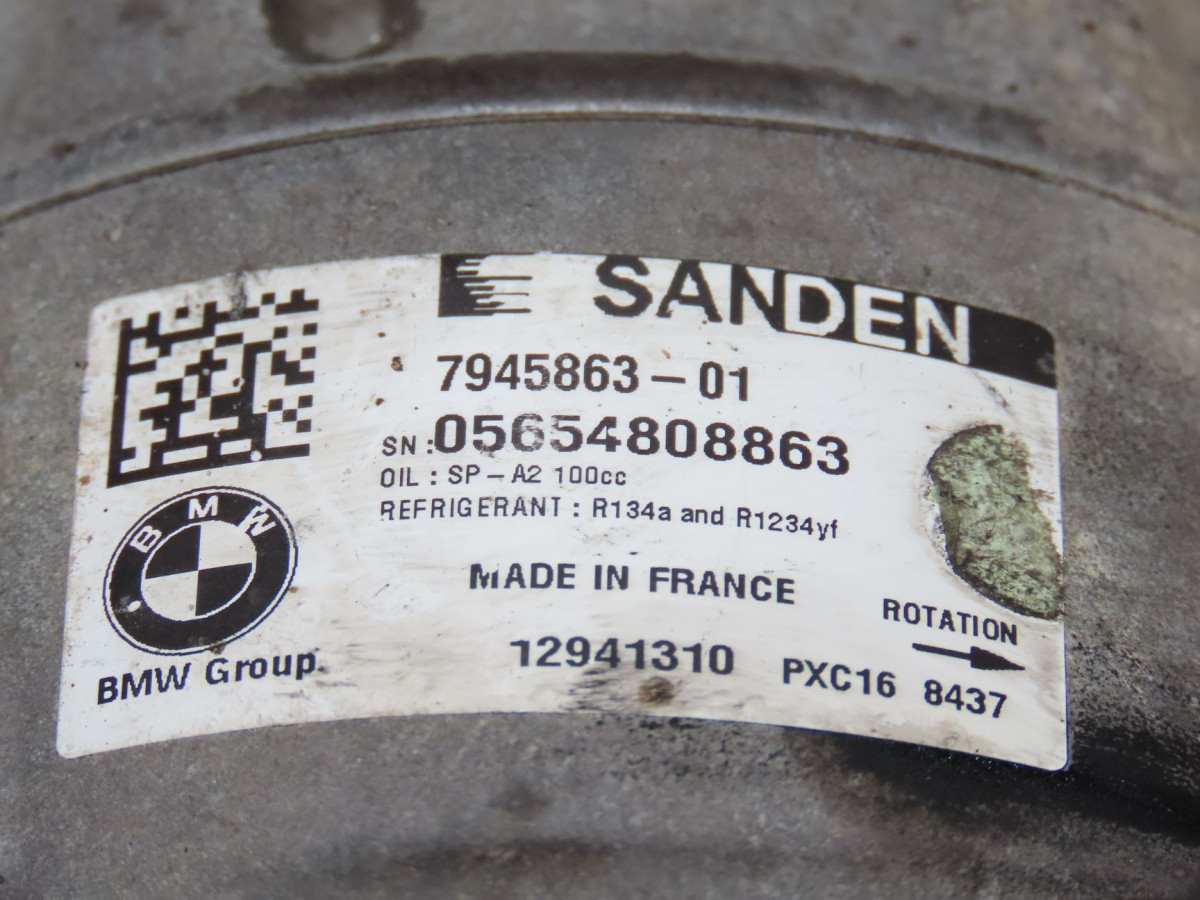 SANDEN
7945863-01
SN:05654808863
OIL : SP-A2 100cc
REFRIGERANT : R134a and R1234yf
MADE IN FRANCE
BMW
BMW Group
ROTATION
12941310 PXC16 8437